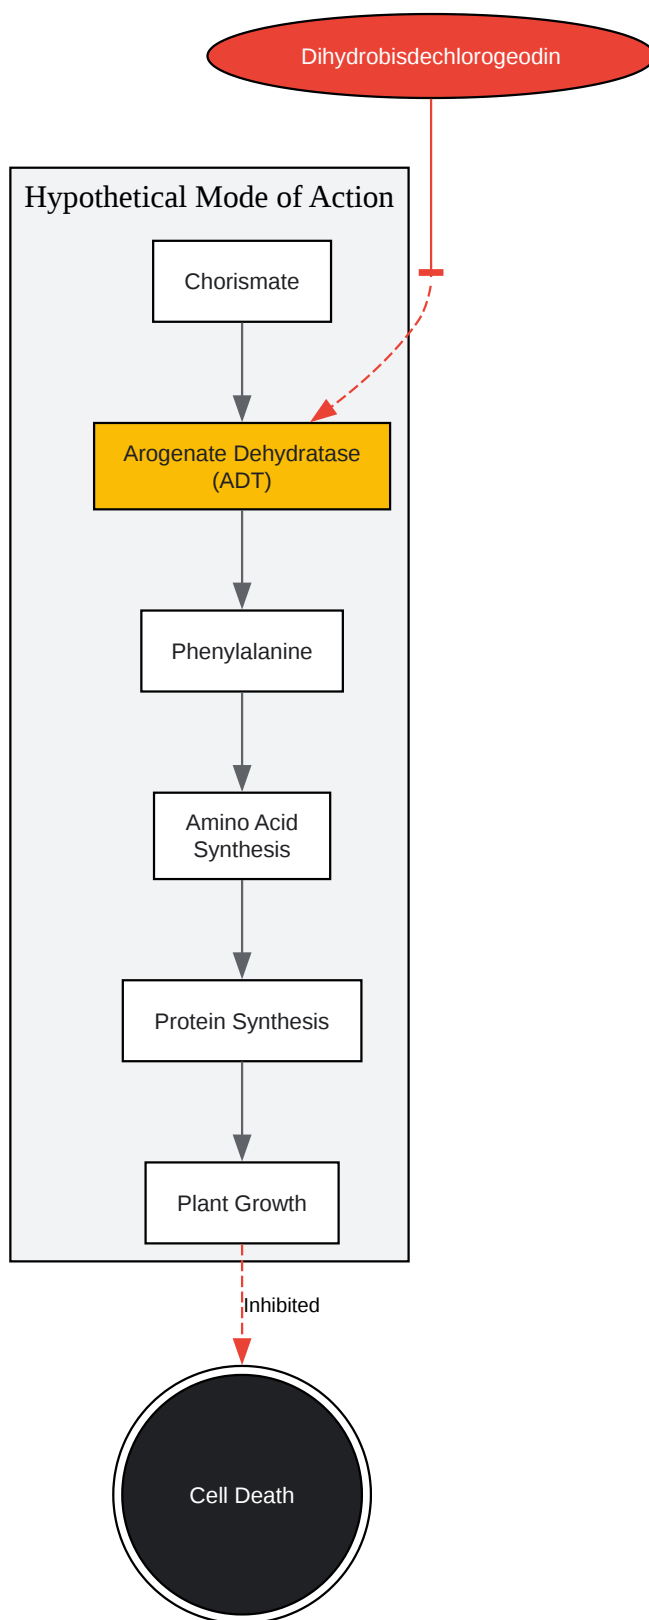 Dihydrobisdechlorogeodin
Hypothetical Mode of Action
Chorismate
Arogenate Dehydratase
(ADT)
Phenylalanine
Amino Acid
Synthesis
Protein Synthesis
Plant Growth
Inhibited
Cell Death